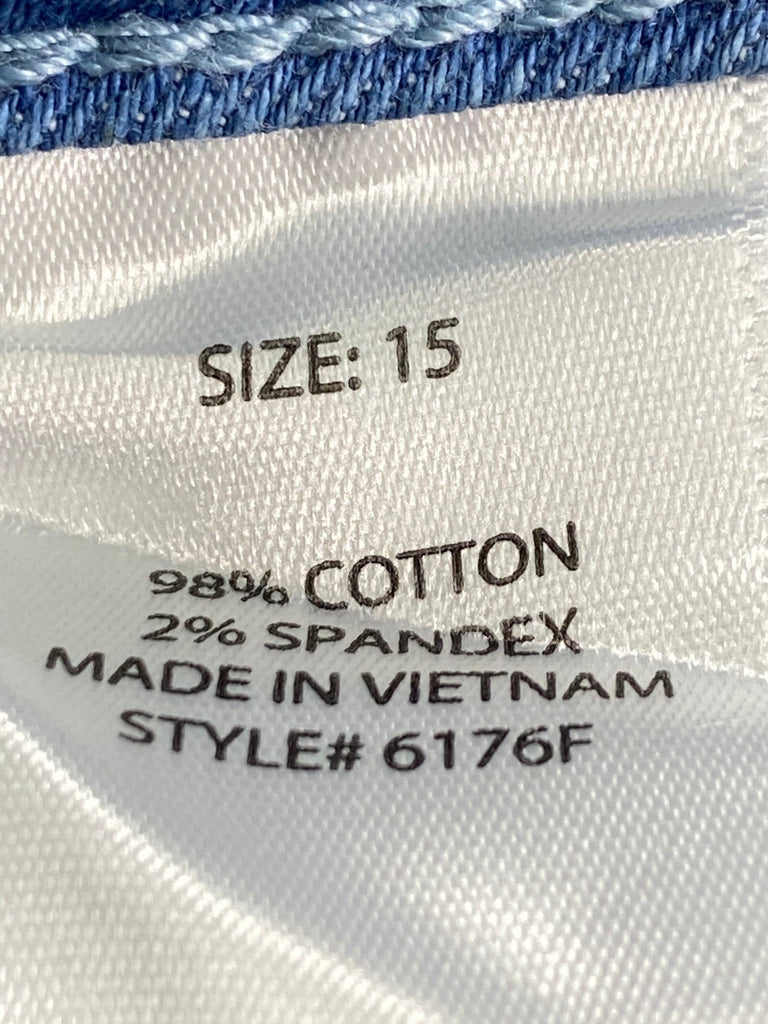 SIZE: 15
98% COTTON
2% SPANDEX
MADE IN VIETNAM
STYLE# 6176F